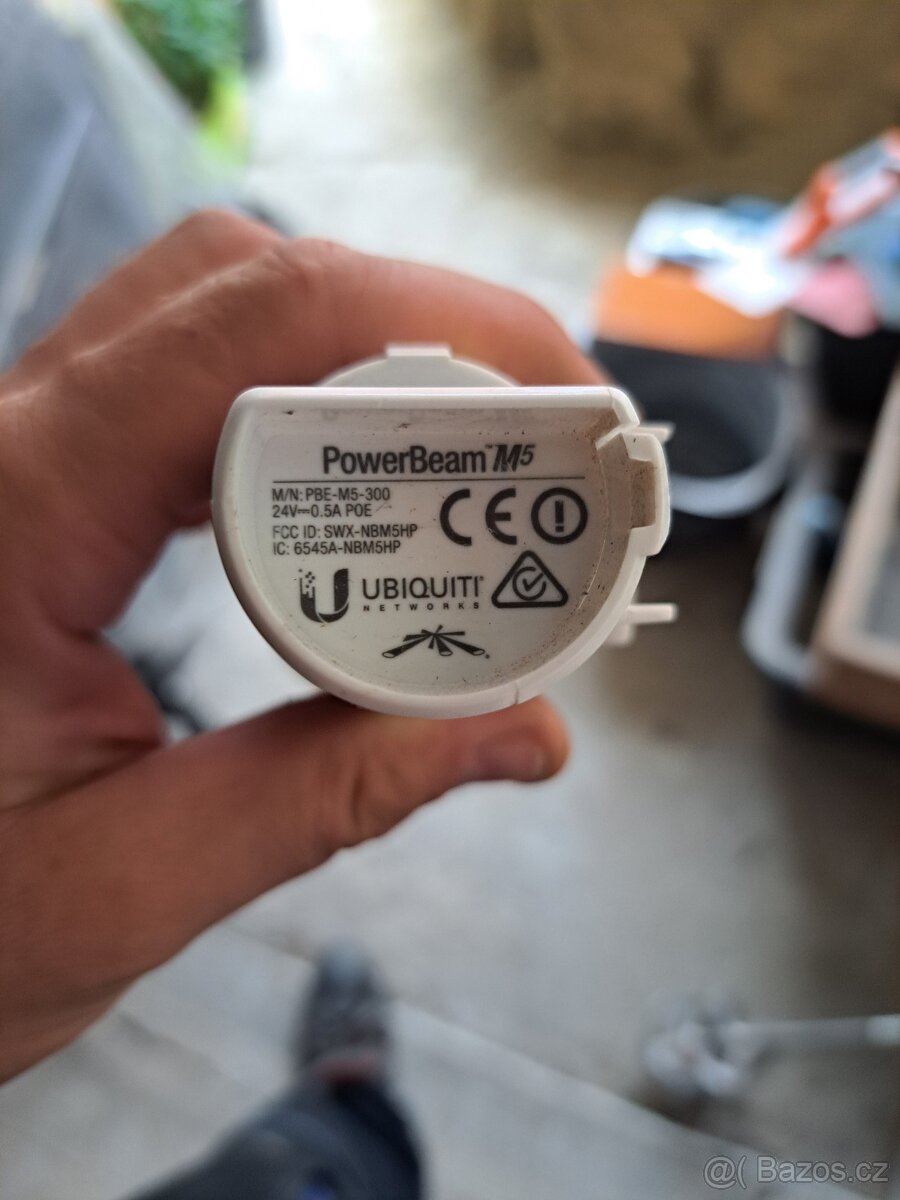 PowerBeam™ M5
M/N: PBE-M5-300
24V⎓0.5A POE
FCC ID: SWX-NBM5HP
IC: 6545A-NBM5HP
CE
UBIQUITI®
NETWORKS
@( Bazos.cz